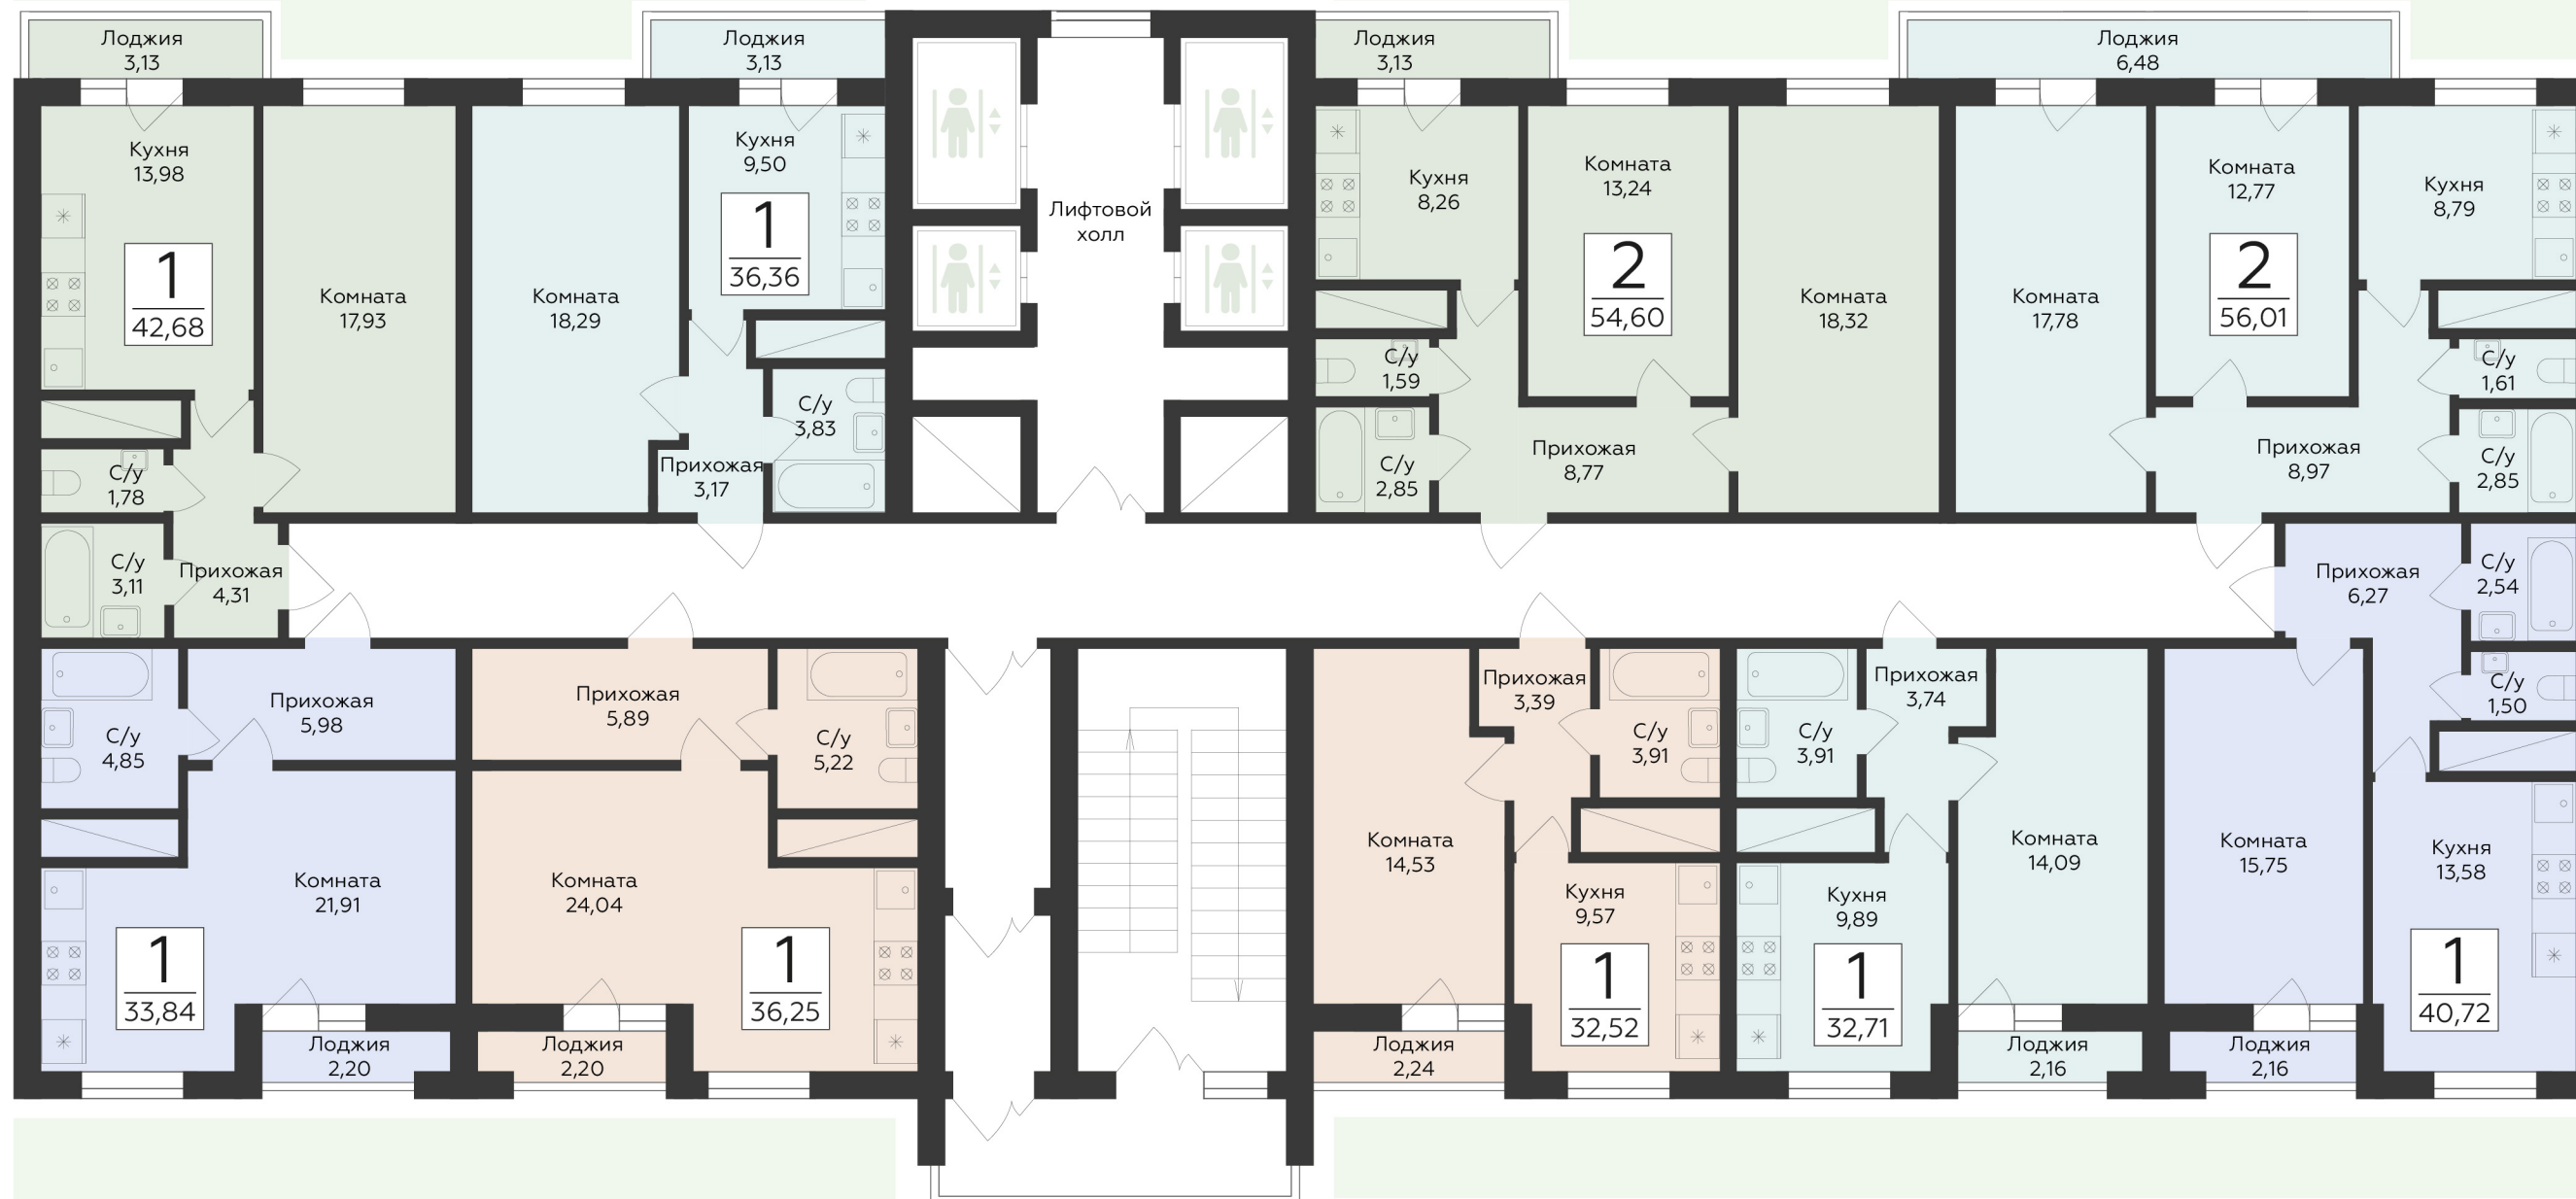 Лоджия
3,13
Кухня
13,98
1
42,68
Комната
17,93
С/у
1,78
С/у
3,11
Прихожая
4,31
Лоджия
3,13
Кухня
9,50
1
36,36
Комната
18,29
С/у
3,83
Прихожая
3,17
Лифтовой
холл
Лоджия
3,13
Кухня
8,26
Комната
13,24
2
54,60
Комната
18,32
С/у
1,59
С/у
2,85
Прихожая
8,77
Лоджия
6,48
Комната
17,78
Комната
12,77
2
56,01
Кухня
8,79
С/у
1,61
С/у
2,85
Прихожая
8,97
С/у
4,85
Прихожая
5,98
Комната
21,91
1
33,84
Лоджия
2,20
Прихожая
5,89
С/у
5,22
Комната
24,04
1
36,25
Лоджия
2,20
Прихожая
3,39
С/у
3,91
Комната
14,53
Кухня
9,57
1
32,52
Лоджия
2,24
С/у
3,91
Прихожая
3,74
Комната
14,09
Кухня
9,89
1
32,71
Лоджия
2,16
Прихожая
6,27
С/у
2,54
С/у
1,50
Комната
15,75
Кухня
13,58
1
40,72
Лоджия
2,16